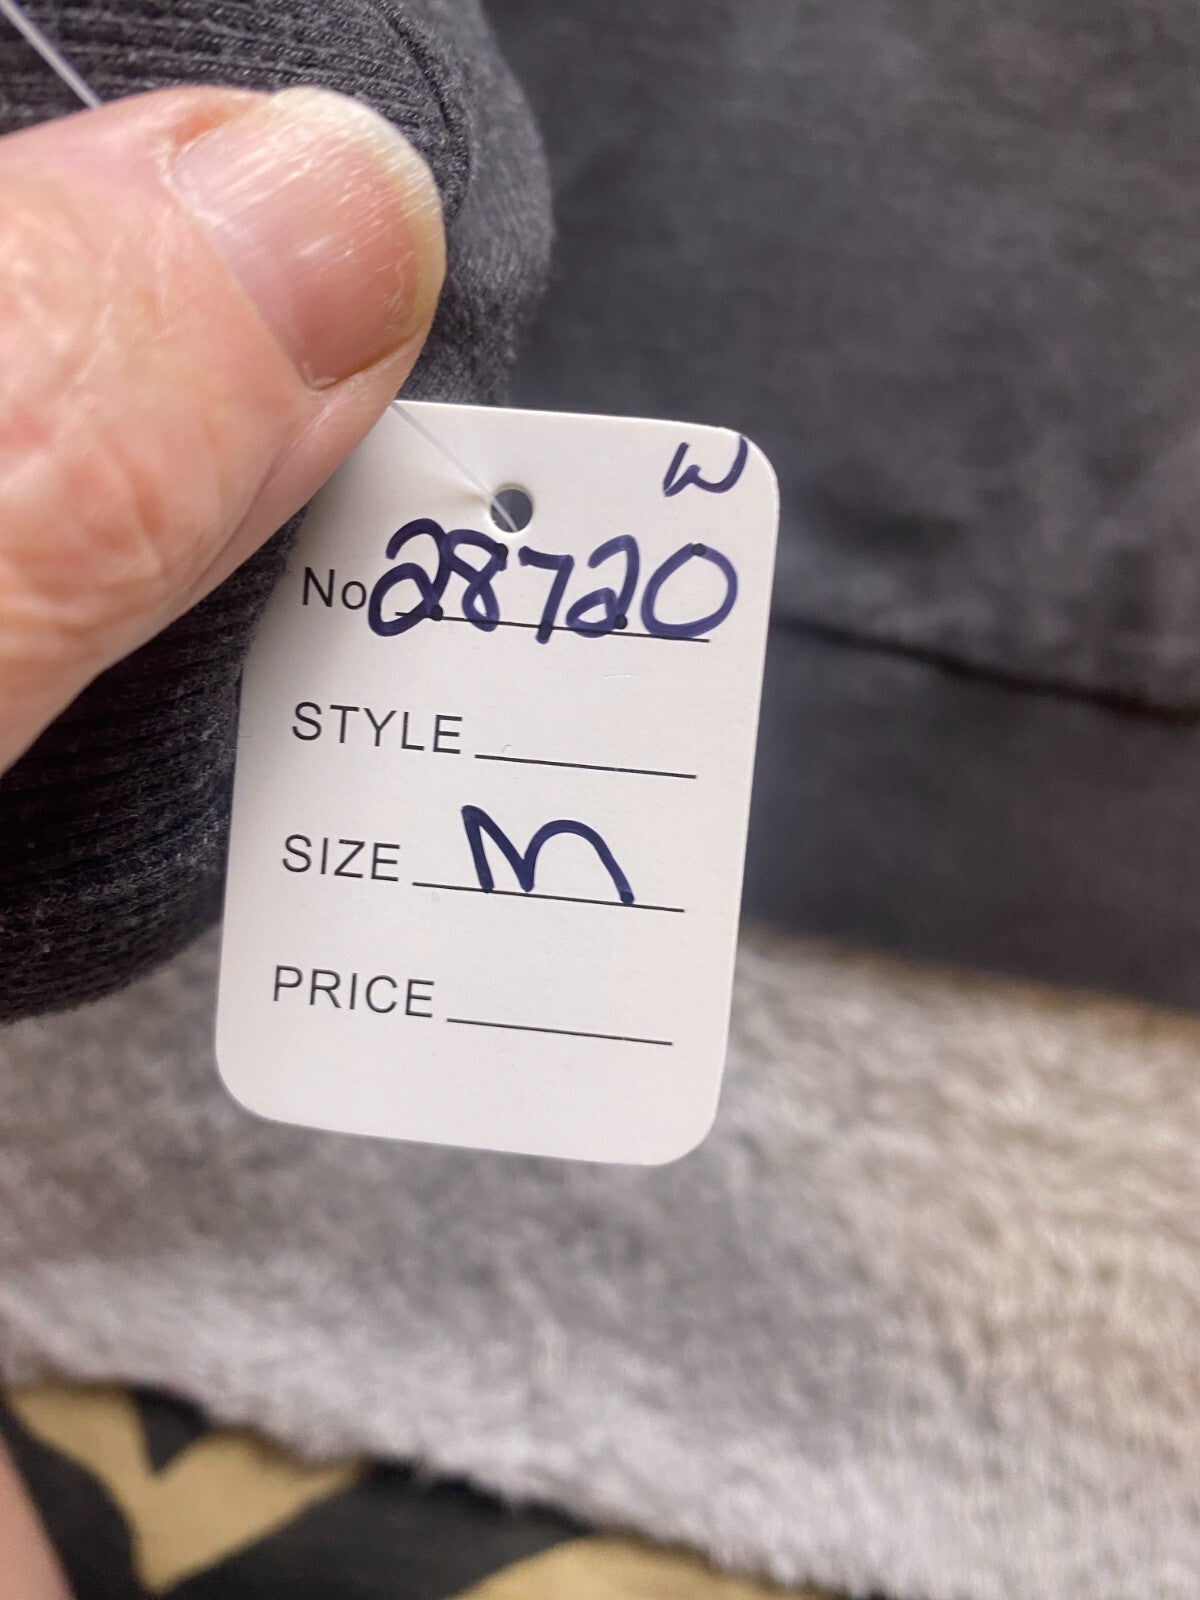 W
No 28720
STYLE
SIZE M
PRICE